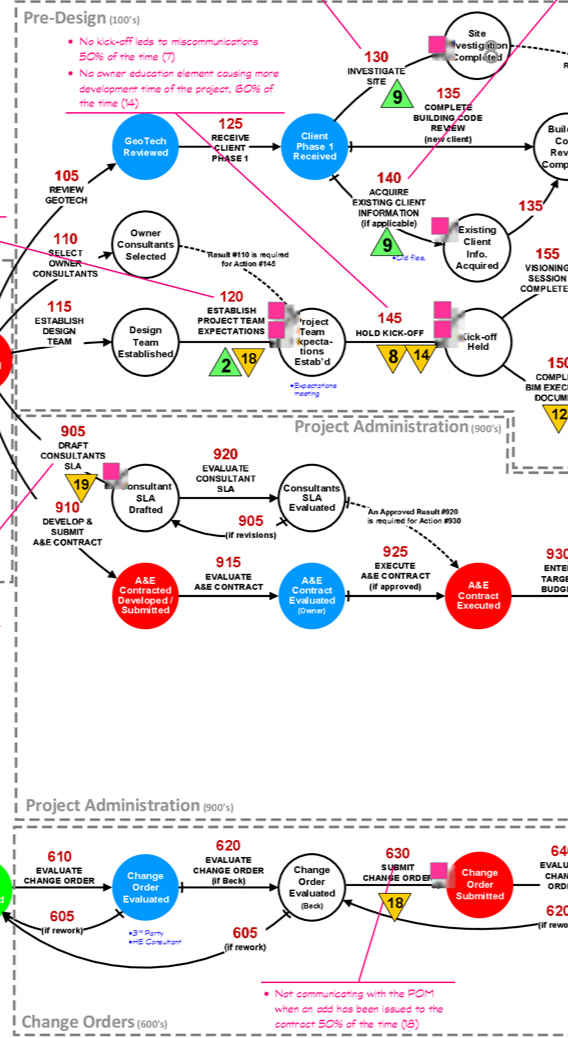 Pre-Design (100's)
• No kick-off leds to miscommunications
50% of the time (7)
• No owner education element causing more
development time of the project, 60% of
the time (14)
Site
Investigation
Completed
130
INVESTIGATE
SITE
9
135
COMPLETE
BUILDING CODE
REVIEW
(new client)
GeoTech
Reviewed
125
RECEIVE
CLIENT
PHASE 1
Client
Phase 1
Received
105
REVIEW
GEOTECH
140
ACQUIRE
EXISTING CLIENT
INFORMATION
(if applicable)
9
•Old files.
Existing
Client
Info.
Acquired
135
110
SELECT
OWNER
CONSULTANTS
Owner
Consultants
Selected
Result #110 is required
for Action #145
155
VISIONING
SESSION
COMPLETE
115
ESTABLISH
DESIGN
TEAM
Design
Team
Established
120
ESTABLISH
PROJECT TEAM
EXPECTATIONS
2
18
Project
Team
Expecta-
tions
Estab'd
•Expectations
meeting
145
HOLD KICK-OFF
8
14
Kick-off
Held
150
BIM EXEC
12
Project Administration (900's)
905
DRAFT
CONSULTANTS
SLA
19
Consultant
SLA
Drafted
920
EVALUATE
CONSULTANT
SLA
905
(if revisions)
Consultants
SLA
Evaluated
An Approved Result #920
is required for Action #930
910
DEVELOP &
SUBMIT
A&E CONTRACT
A&E
Contracted
Developed /
Submitted
915
EVALUATE
A&E CONTRACT
A&E
Contract
Evaluated
(Owner)
925
EXECUTE
A&E CONTRACT
(if approved)
A&E
Contract
Executed
930
Project Administration (900's)
610
EVALUATE
CHANGE ORDER
605
(if rework)
Change
Order
Evaluated
•3rd Party
•HE Consultant
620
EVALUATE
CHANGE ORDER
(if Beck)
605
(if rework)
Change
Order
Evaluated
(Beck)
630
SUBMIT
CHANGE ORDER
18
Change
Order
Submitted
620
• Not communicating with the POM
when an add has been issued to the
contract 50% of the time (18)
Change Orders (600's)